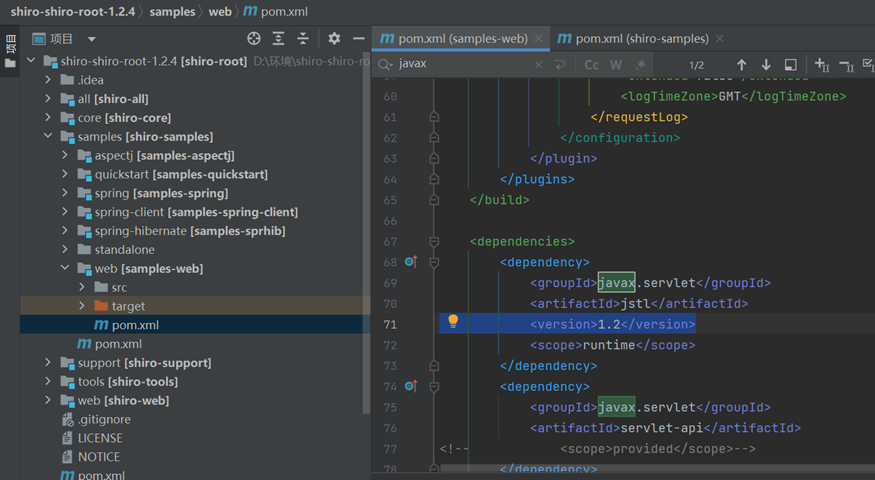 shiro-shiro-root-1.2.4 〉 samples 〉 web 〉 m pom.xml
项目
项目
shiro-shiro-root-1.2.4 [shiro-root] D:\环境\shiro-shiro-roo
.idea
all [shiro-all]
core [shiro-core]
samples [shiro-samples]
aspectj [samples-aspectj]
quickstart [samples-quickstart]
spring [samples-spring]
spring-client [samples-spring-client]
spring-hibernate [samples-sprhib]
standalone
web [samples-web]
src
target
m pom.xml
m pom.xml
support [shiro-support]
tools [shiro-tools]
web [shiro-web]
.gitignore
LICENSE
NOTICE
m pom.xml
m pom.xml (samples-web) ×
m pom.xml (shiro-samples) ×
javax × Cc W .* 1/2
60 <logTimeZone>GMT</logTimeZone>
61 </requestLog>
62 </configuration>
63 </plugin>
64 </plugins>
65 </build>
66
67 <dependencies>
68 <dependency>
69 <groupId>javax.servlet</groupId>
70 <artifactId>jstl</artifactId>
71 <version>1.2</version>
72 <scope>runtime</scope>
73 </dependency>
74 <dependency>
75 <groupId>javax.servlet</groupId>
76 <artifactId>servlet-api</artifactId>
77 <!-- <scope>provided</scope>-->
78 </dependency>